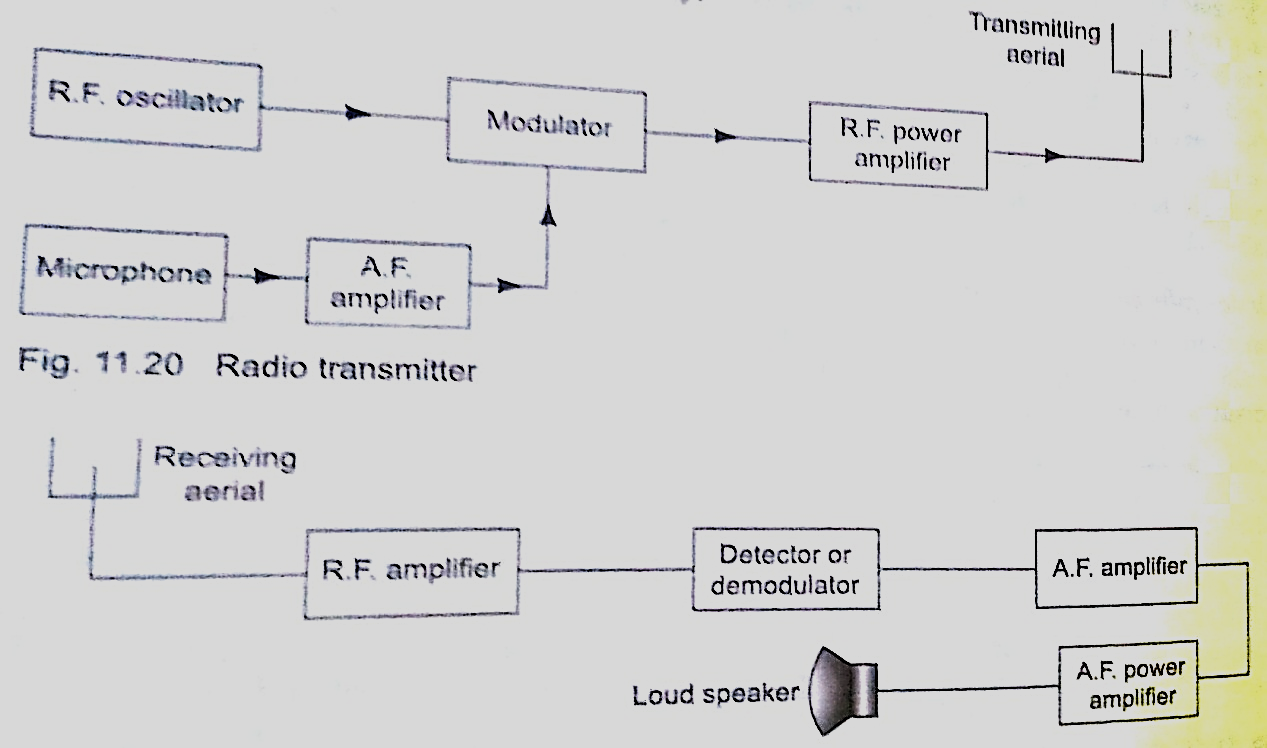 Transmitting
aerial
R.F. oscillator
Modulator
R.F. power
amplifier
Microphone
A.F.
amplifier
Fig. 11.20 Radio transmitter
Receiving
aerial
R.F. amplifier
Detector or
demodulator
A.F. amplifier
Loud speaker
A.F. power
amplifier